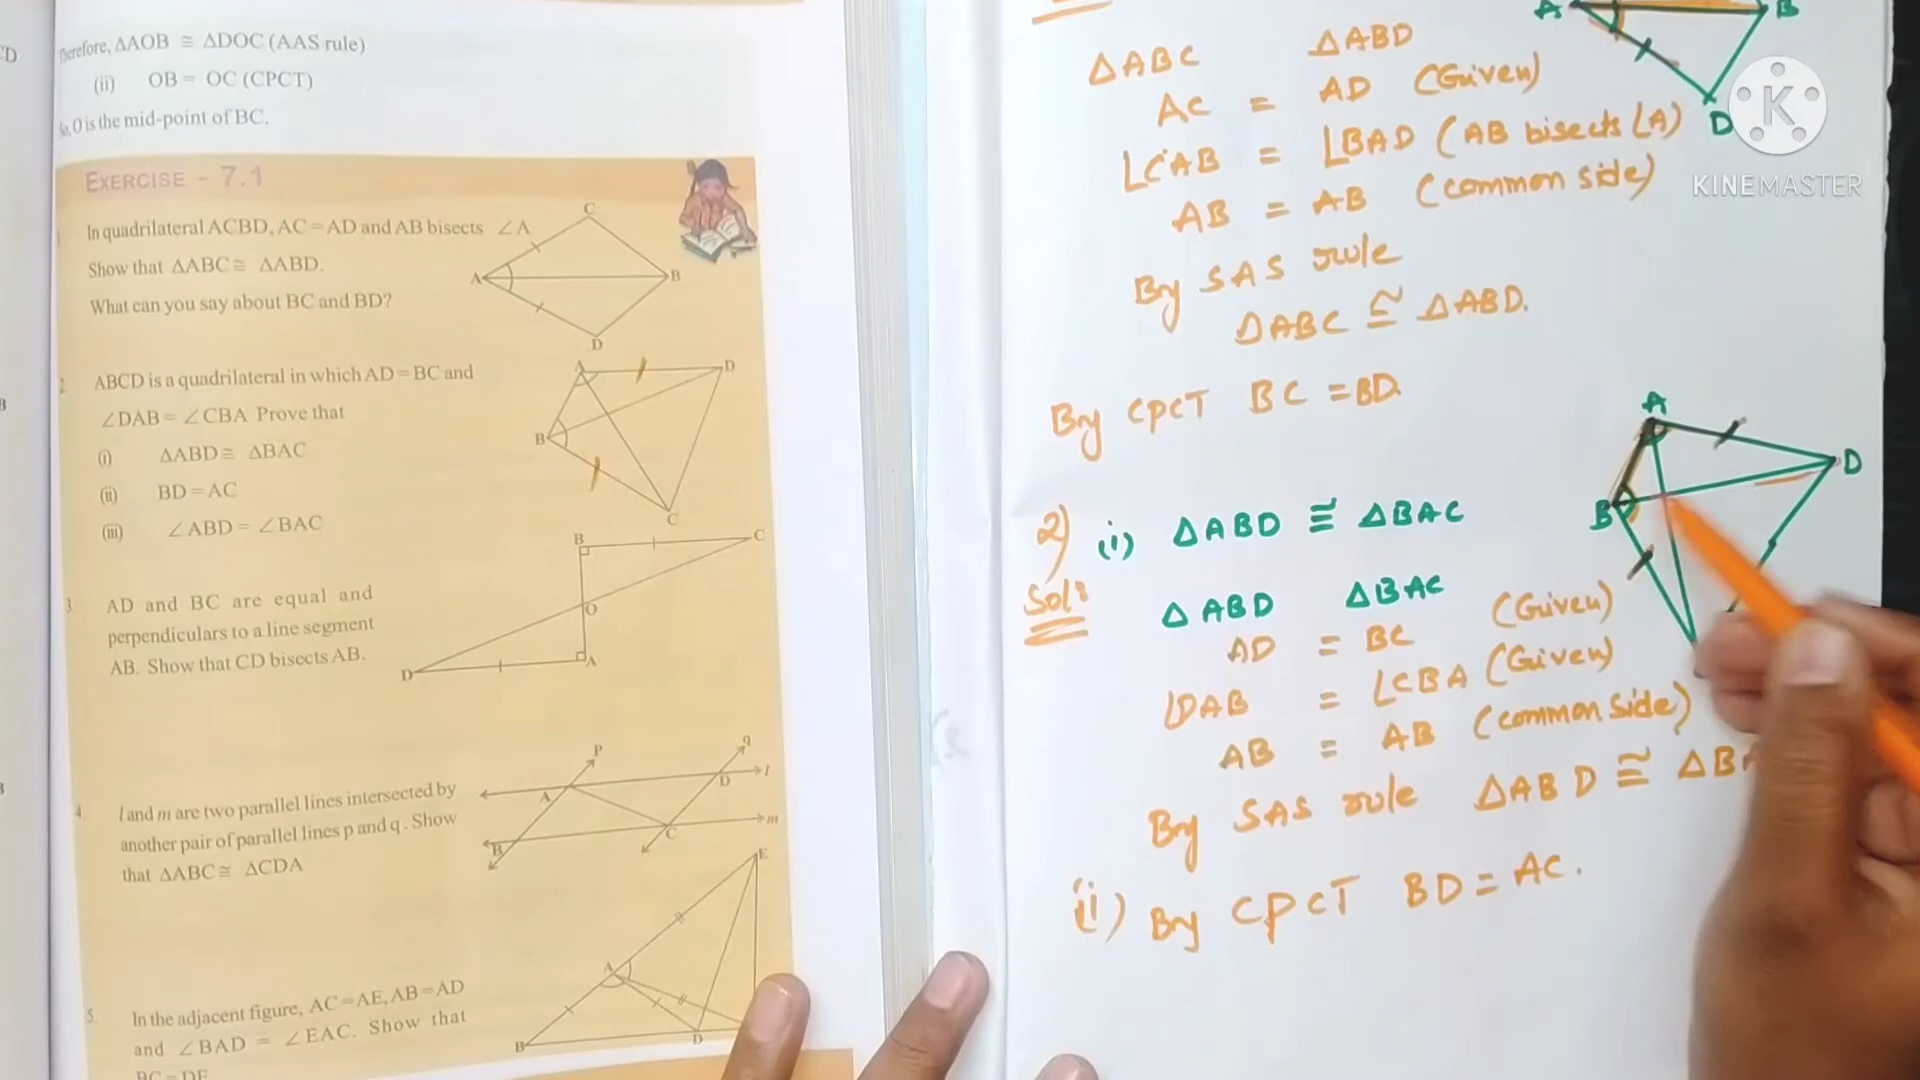 Therefore, ΔAOB ≅ ΔDOC (AAS rule)
(ii) OB = OC (CPCT)
So, O is the mid-point of BC.
EXERCISE - 7.1
In quadrilateral ACBD, AC = AD and AB bisects ∠A
Show that ΔABC ≅ ΔABD.
What can you say about BC and BD?
C
A
B
D
2. ABCD is a quadrilateral in which AD = BC and
∠DAB = ∠CBA Prove that
(i) ΔABD ≅ ΔBAC
(ii) BD = AC
(iii) ∠ABD = ∠BAC
A
D
B
C
3. AD and BC are equal and
perpendiculars to a line segment
AB. Show that CD bisects AB.
B
C
O
D
A
4. l and m are two parallel lines intersected by
another pair of parallel lines p and q . Show
that ΔABC ≅ ΔCDA
P
q
l
A
D
m
B
C
5. In the adjacent figure, AC = AE, AB = AD
and ∠BAD = ∠EAC. Show that
BC = DE
E
A
B
D
A
B
D
ΔABC ΔABD
AC = AD (Given)
∠CAB = ∠BAD (AB bisects ∠A)
AB = AB (common side)
By SAS rule
ΔABC ≅ ΔABD.
By CPCT BC = BD.
2) (i) ΔABD ≅ ΔBAC
Sol:
ΔABD ΔBAC
AD = BC (Given)
∠DAB = ∠CBA (Given)
AB = AB (common side)
By SAS rule ΔABD ≅ ΔBA
(ii) By CPCT BD = AC.
A
D
B
K
KINEMASTER